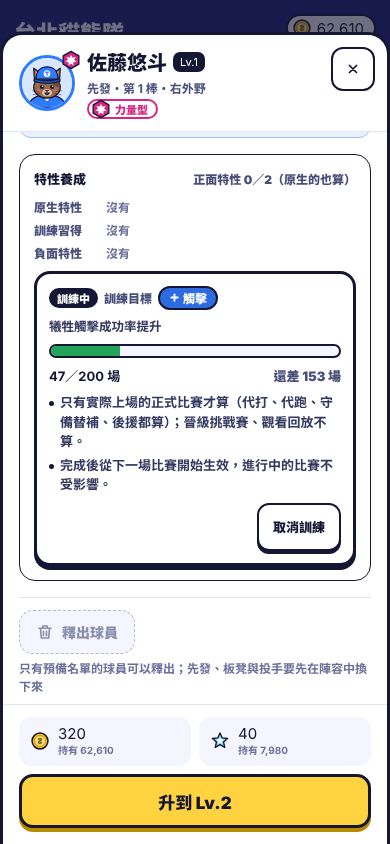 62,610
佐藤悠斗 Lv.1
先發・第 1 棒・右外野
力量型
特性養成 正面特性 0／2（原生的也算）
原生特性 沒有
訓練習得 沒有
負面特性 沒有
訓練中 訓練目標 + 觸擊
犧牲觸擊成功率提升
47／200 場 還差 153 場
• 只有實際上場的正式比賽才算（代打、代跑、守
備替補、後援都算）；晉級挑戰賽、觀看回放不
算。
• 完成後從下一場比賽開始生效，進行中的比賽不
受影響。
取消訓練
釋出球員
只有預備名單的球員可以釋出；先發、板凳與投手要先在陣容中換
下來
320
持有 62,610
40
持有 7,980
升到 Lv.2